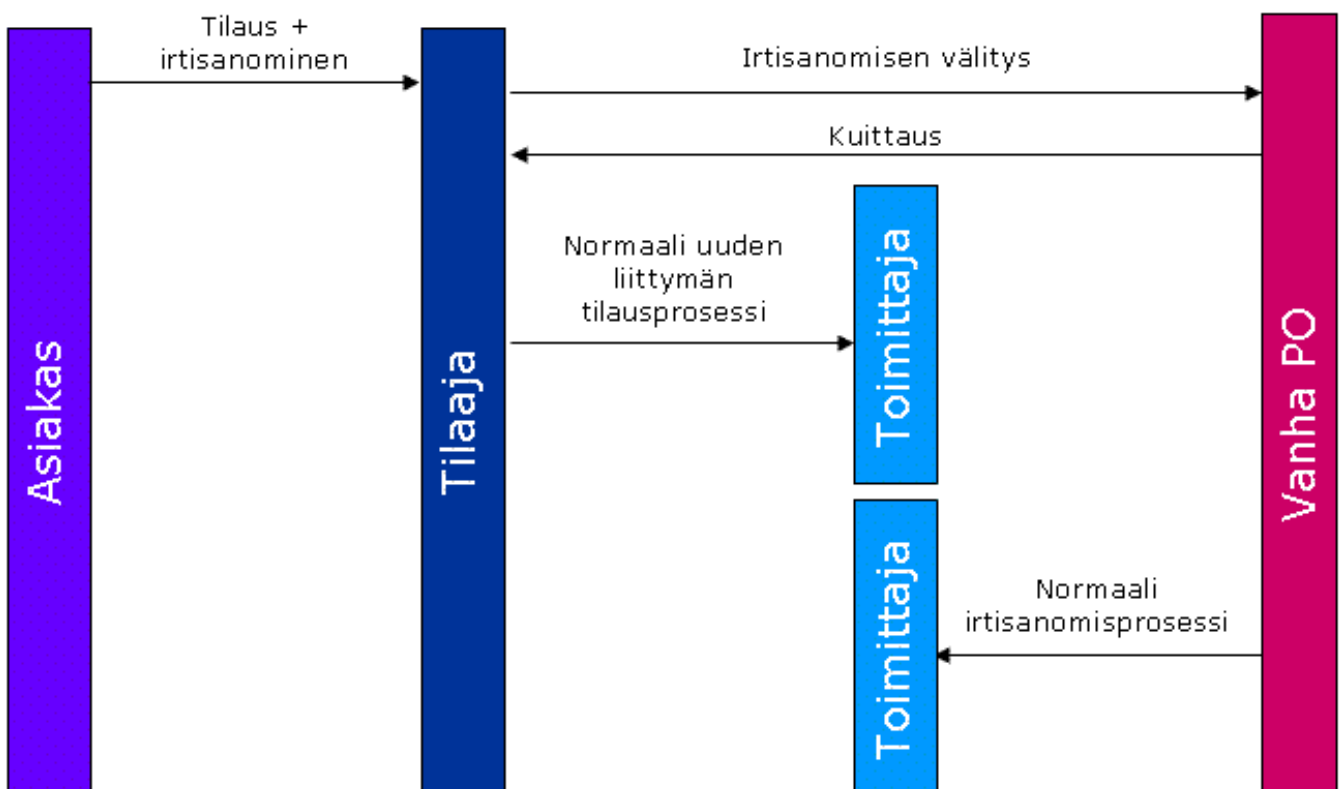 Tilaus +
irtisanominen
Irtisanomisen välitys
Kuittaus
Normaali uuden
liittymän
tilausprosessi
Asiakas
Tilaaja
Toimittaja
Vanha PO
Toimittaja
Normaali
irtisanomisprosessi